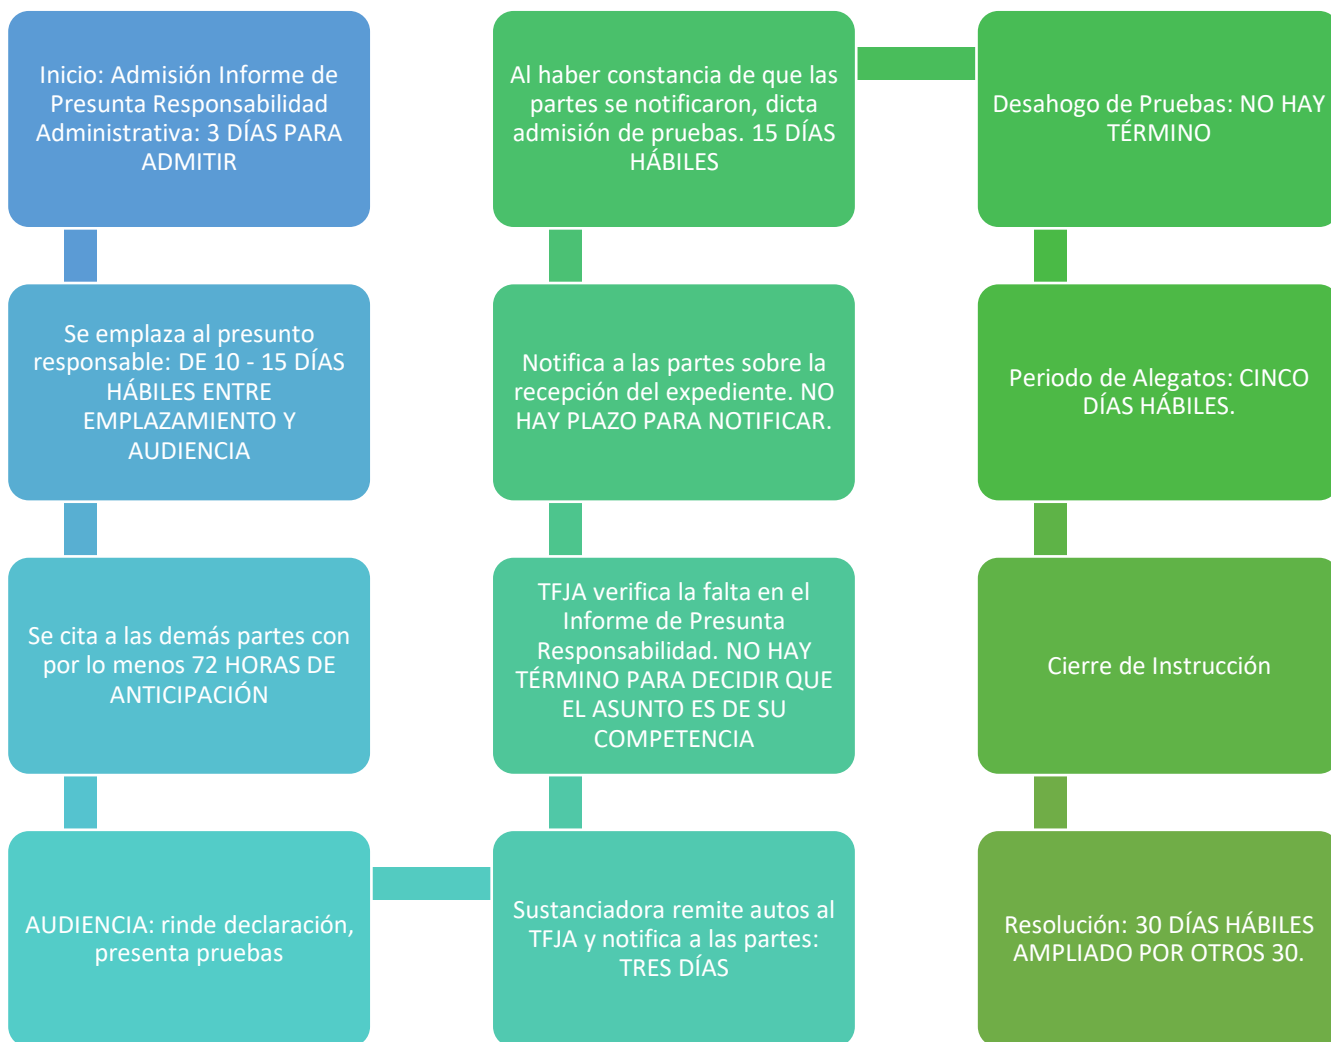 Inicio: Admisión Informe de
Presunta Responsabilidad
Administrativa: 3 DÍAS PARA
ADMITIR
Se emplaza al presunto
responsable: DE 10 - 15 DÍAS
HÁBILES ENTRE
EMPLAZAMIENTO Y
AUDIENCIA
Se cita a las demás partes con
por lo menos 72 HORAS DE
ANTICIPACIÓN
AUDIENCIA: rinde declaración,
presenta pruebas
Sustanciadora remite autos al
TFJA y notifica a las partes:
TRES DÍAS
TFJA verifica la falta en el
Informe de Presunta
Responsabilidad. NO HAY
TÉRMINO PARA DECIDIR QUE
EL ASUNTO ES DE SU
COMPETENCIA
Notifica a las partes sobre la
recepción del expediente. NO
HAY PLAZO PARA NOTIFICAR.
Al haber constancia de que las
partes se notificaron, dicta
admisión de pruebas. 15 DÍAS
HÁBILES
Desahogo de Pruebas: NO HAY
TÉRMINO
Periodo de Alegatos: CINCO
DÍAS HÁBILES.
Cierre de Instrucción
Resolución: 30 DÍAS HÁBILES
AMPLIADO POR OTROS 30.